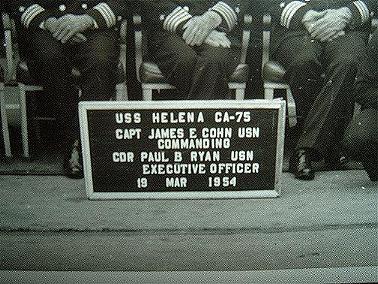 USS HELENA CA-75
CAPT JAMES E. COHN USN
COMMANDING
CDR PAUL B RYAN USN
EXECUTIVE OFFICER
19 MAR 1954